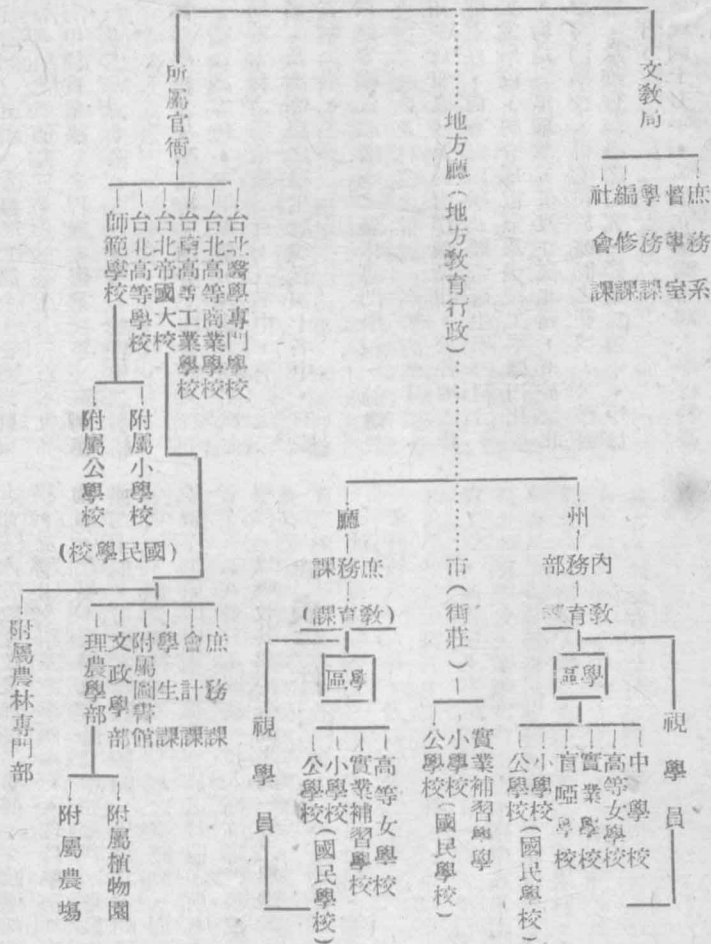 文教局
庶務系
督學室
學務課
編修課
社會課
地方廳(地方教育行政)
州
內務部
教育課
視學員
學區
中學校
高等女學校
實業學校
盲啞學校
小學校
公學校(國民學校)
市(街莊)
實業補習學
小學校
公學校(國民學校)
廳
庶務課
(教育課)
學區
視學員
高等女學校
實業補習學校
小學校
公學校(國民學校)
所屬官衙
台北醫學專門學校
台北高等商業學校
台南高等工業學校
台北帝國大校
台北高等學校
師範學校
附屬小學校
附屬公學校
(國民學校)
庶務課
會計課
學生課
附屬圖書館
文政學部
理農學部
附屬農林專門部
附屬植物園
附屬農場